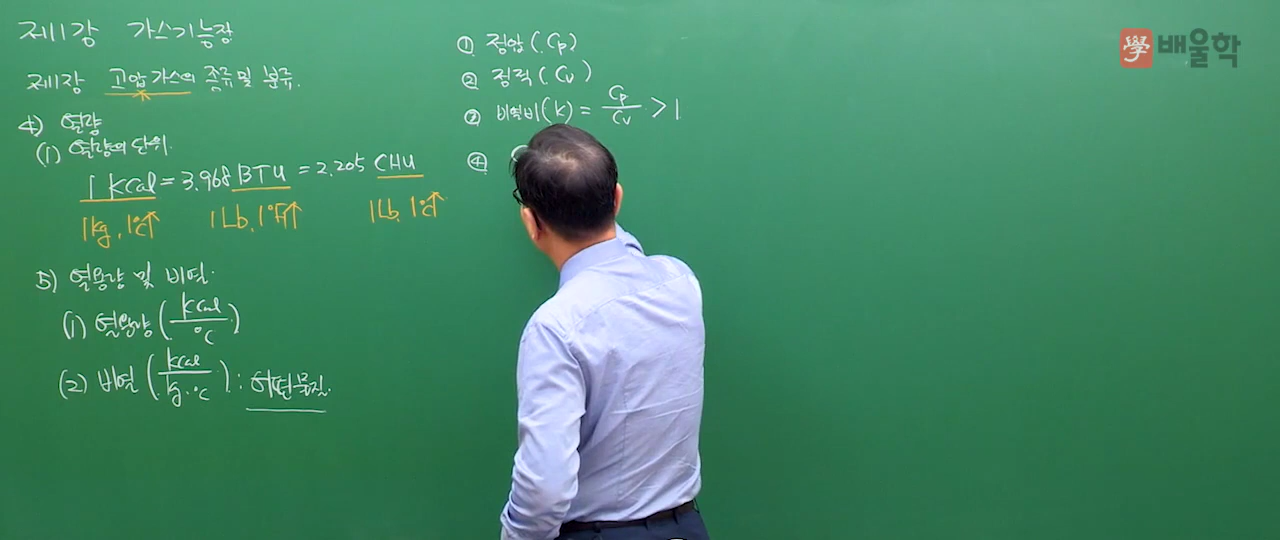 제1강 가스기능장
제1장 고압가스의 종류 및 분류.
4) 열량
(1) 열량의 단위.
1 kcal = 3.968 BTU = 2.205 CHU
1kg, 1℃↑ 1Lb, 1℉↑ 1Lb, 1℃↑
5) 열용량 및 비열.
(1) 열용량 (kcal/℃)
(2) 비열 (kcal/kg·℃) : 어떤물질.
① 정압 (Cp)
② 정적 (Cv)
③ 비열비(k) = Cp/Cv > 1.
④
學 배울학